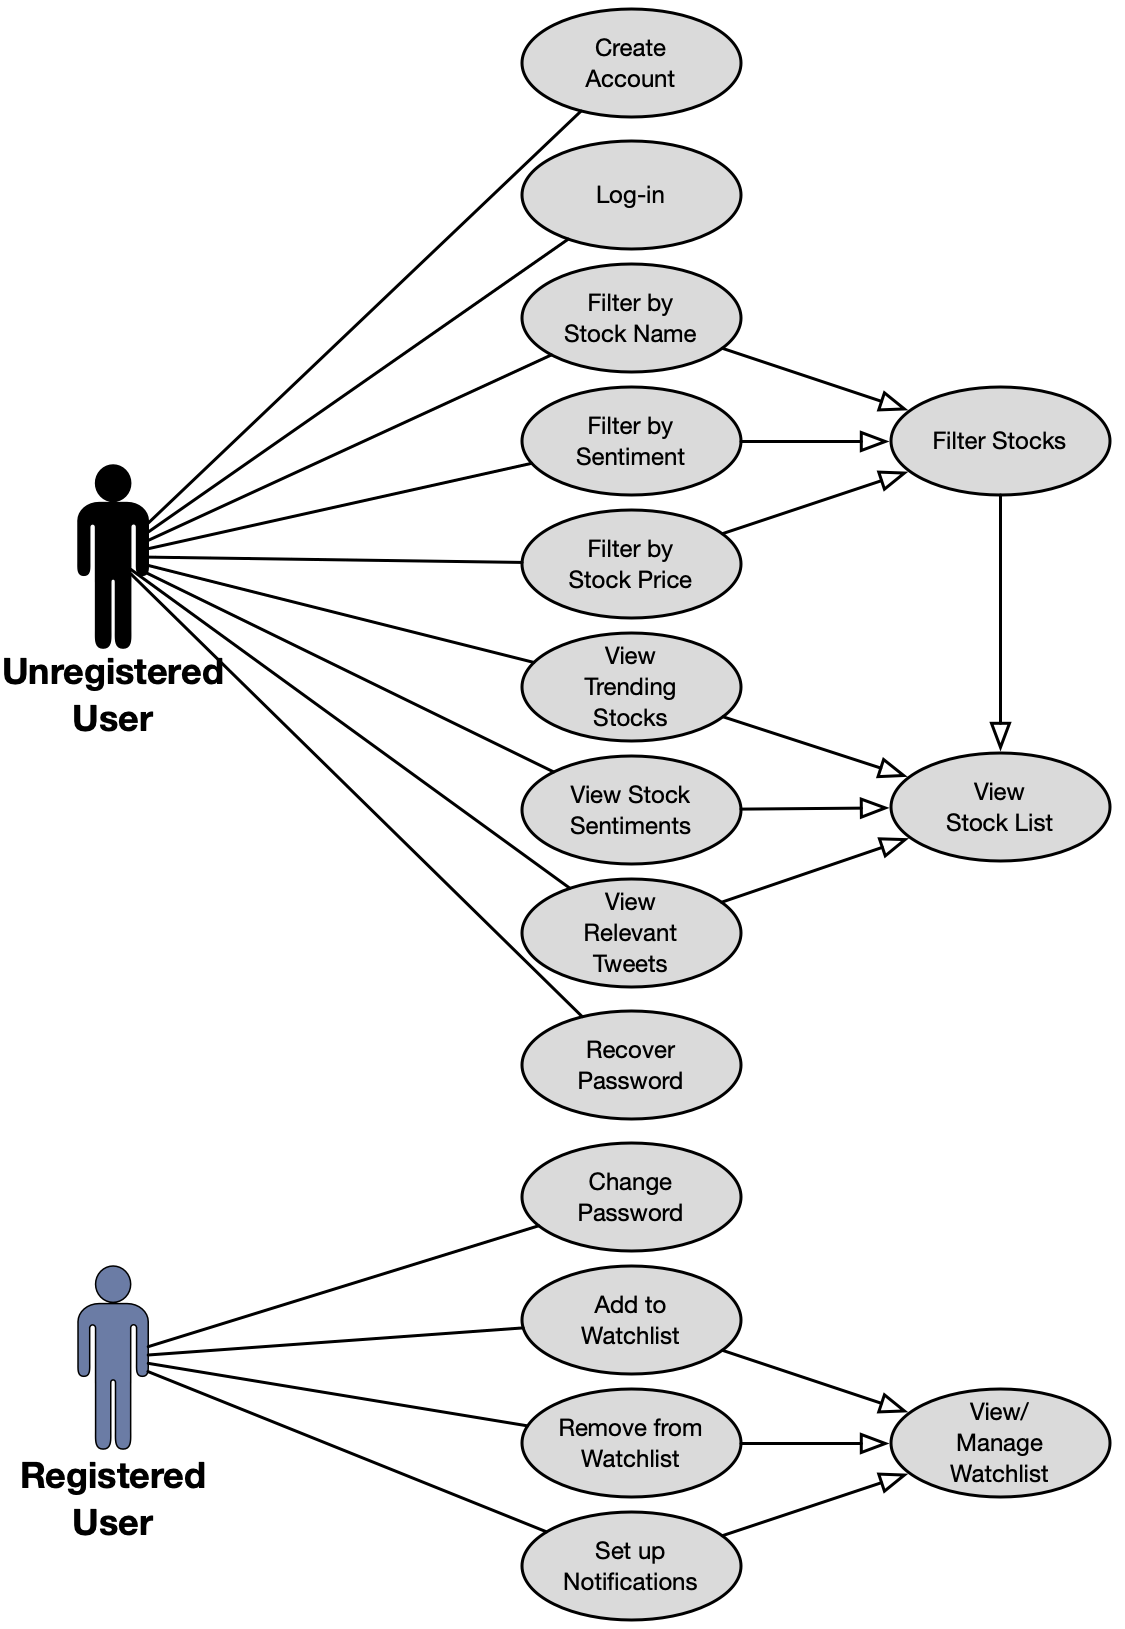 Create
Account
Log-in
Filter by
Stock Name
Filter by
Sentiment
Filter Stocks
Filter by
Stock Price
Unregistered
User
View
Trending
Stocks
View Stock
Sentiments
View
Stock List
View
Relevant
Tweets
Recover
Password
Change
Password
Add to
Watchlist
Remove from
Watchlist
View/
Manage
Watchlist
Registered
User
Set up
Notifications